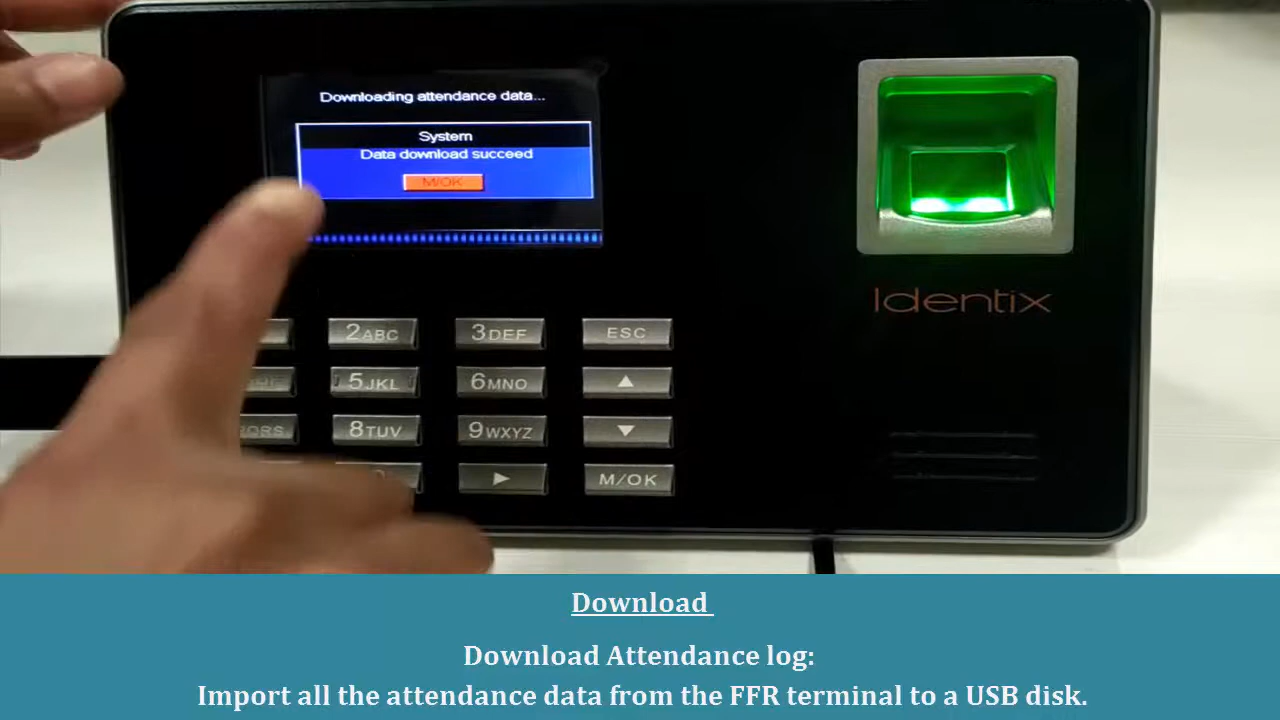 Downloading attendance data...
System
Data download succeed
M/OK
Identix
2ABC
3DEF
ESC
5JKL
6MNO
8TUV
9WXYZ
M/OK
Download
Download Attendance log:
Import all the attendance data from the FFR terminal to a USB disk.